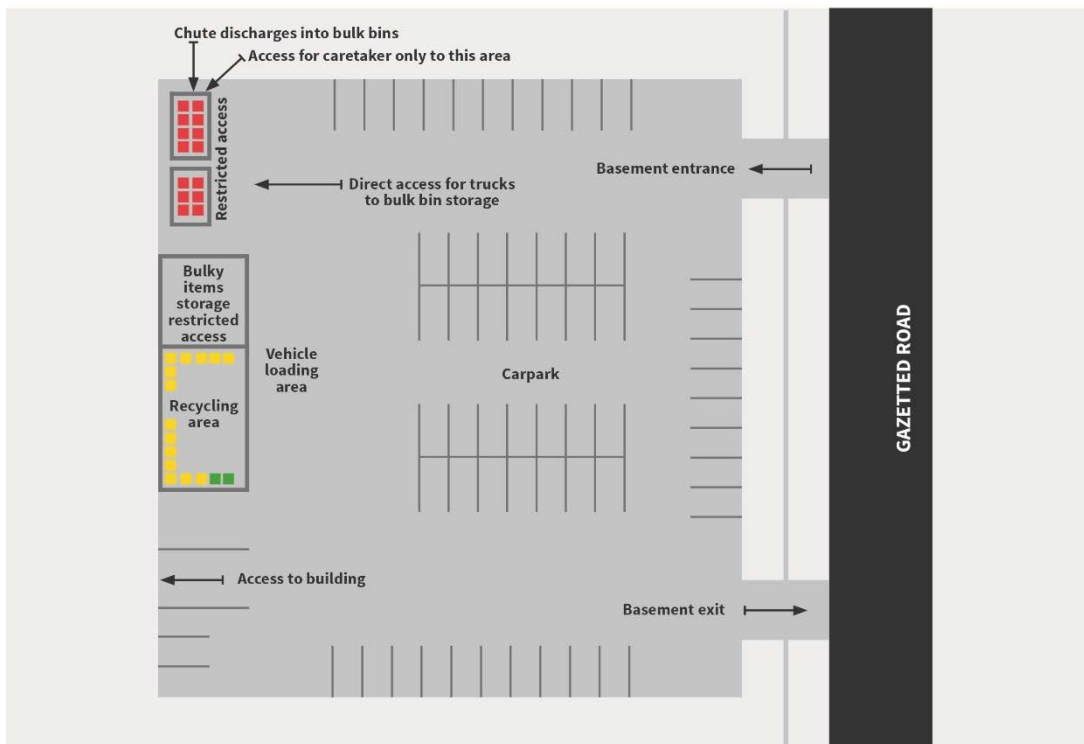 Chute discharges into bulk bins
Access for caretaker only to this area
Restricted access
Basement entrance
Direct access for trucks
to bulk bin storage
Bulky
items
storage
restricted
access
Vehicle
loading
area
Carpark
Recycling
area
GAZETTED ROAD
Access to building
Basement exit